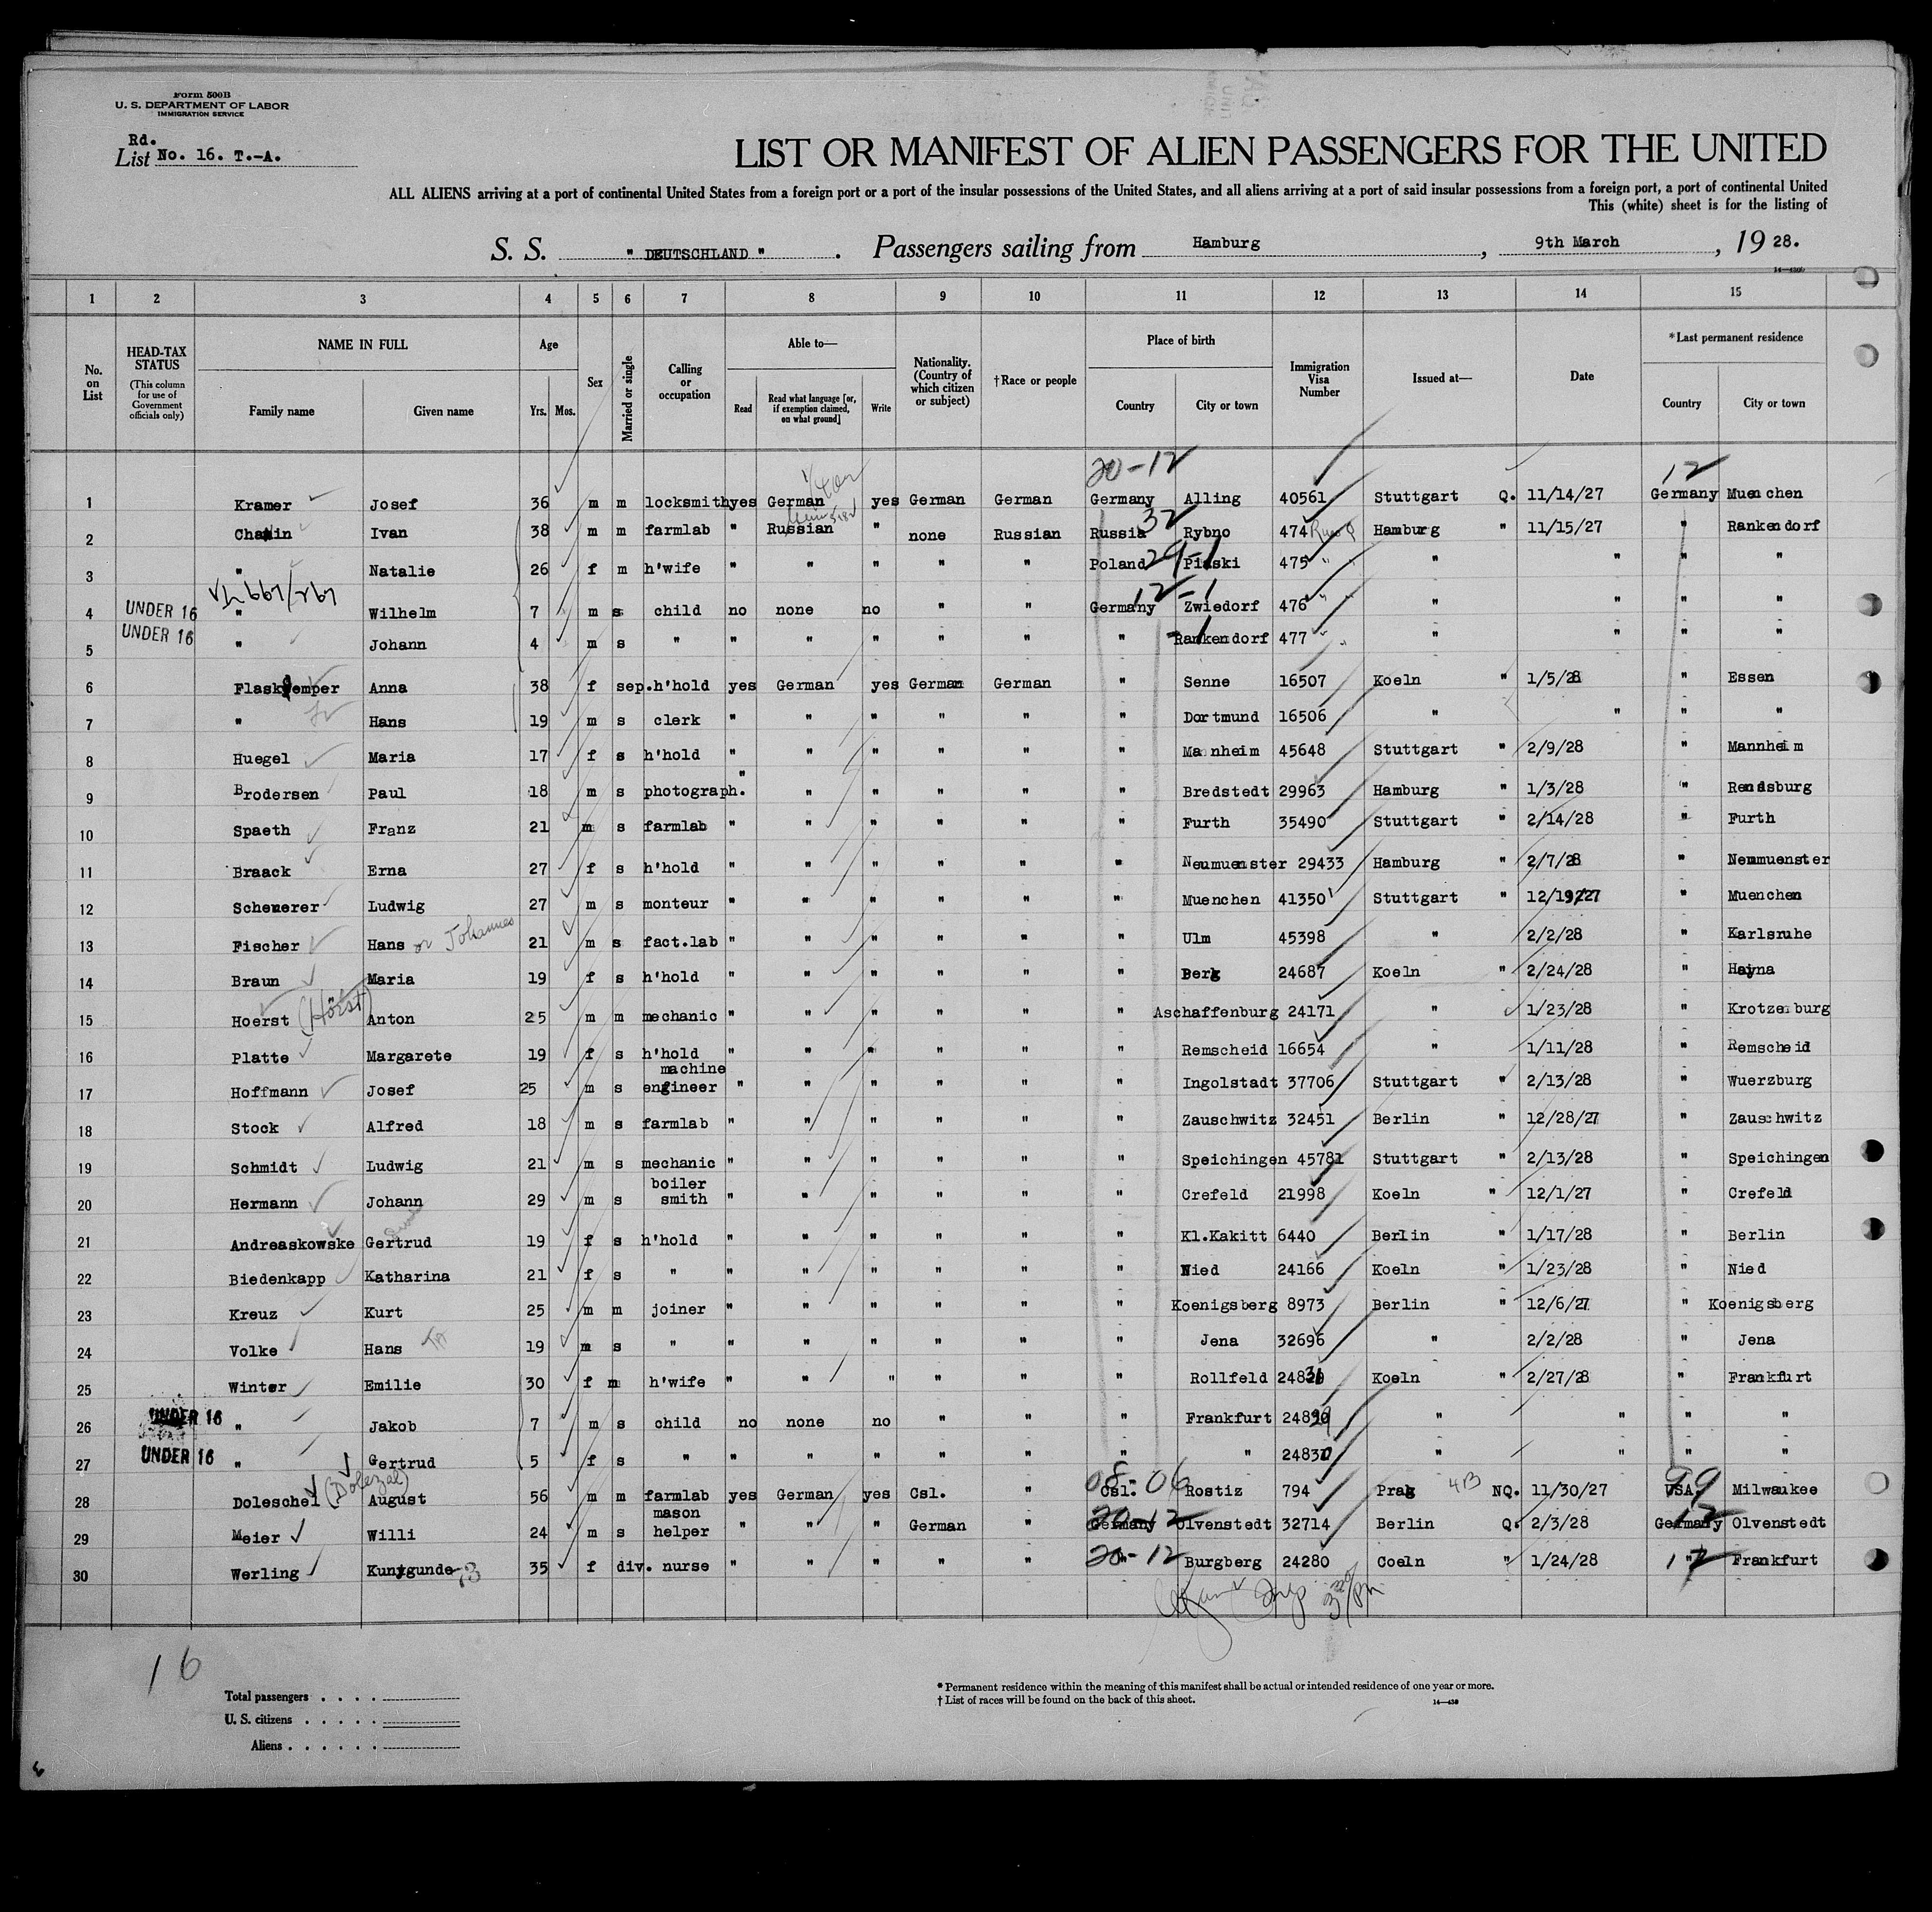 Form 500B
U. S. DEPARTMENT OF LABOR
IMMIGRATION SERVICE
Rd.
List No. 16. T.-A.
LIST OR MANIFEST OF ALIEN PASSENGERS FOR THE UNITED
ALL ALIENS arriving at a port of continental United States from a foreign port or a port of the insular possessions of the United States, and all aliens arriving at a port of said insular possessions from a foreign port, a port of continental United
This (white) sheet is for the listing of
S. S. " DEUTSCHLAND " . Passengers sailing from Hamburg , 9th March , 19 28.
1 2 3 4 5 6 7 8 9 10 11 12 13 14 15
No. on List HEAD-TAX STATUS (This column for use of Government officials only) NAME IN FULL Family name Given name Age Yrs. Mos. Sex Married or single Calling or occupation Able to— Read Read what language [or, if exemption claimed, on what ground] Write Nationality. (Country of which citizen or subject) †Race or people Place of birth Country City or town Immigration Visa Number Issued at— Date *Last permanent residence Country City or town
20-12 12
1 Kramer Josef 36 m m locksmith yes German yes German German Germany Alling 40561 Stuttgart Q. 11/14/27 Germany Muenchen
2 Ivan 38 m m farmlab " Russian " none Russian Russia 32 Rybno 474 Hamburg " 11/15/27 " Rankendorf
3 " Natalie 26 f m h'wife " " " " " Poland 29-1 Pinski 475 " " " " "
4 UNDER 16 " Wilhelm 7 m s child no none no " " Germany 12-1 Zwiedorf 476 " " " " "
5 UNDER 16 " Johann 4 m s " " " " " " " Rankendorf 477 " " " " "
6 Anna 38 f sep. h'hold yes German yes German German " Senne 16507 Koeln " 1/5/28 " Essen
7 " Hans 19 m s clerk " " " " " " Dortmund 16506 " " " "
8 Huegel Maria 17 f s h'hold " " " " " " Mannheim 45648 Stuttgart " 2/9/28 " Mannheim
9 Brodersen Paul 18 m s photograph. " " " " " " Bredstedt 29963 Hamburg " 1/3/28 " Rendsburg
10 Spaeth Franz 21 m s farmlab " " " " " " Furth 35490 Stuttgart " 2/14/28 " Furth
11 Braack Erna 27 f s h'hold " " " " " " Neumuenster 29433 Hamburg " 2/7/28 " Neumuenster
12 Scheuerer Ludwig 27 m s monteur " " " " " " Muenchen 41350 Stuttgart " 12/19/27 " Muenchen
13 Fischer Hans or Johannes 21 m s fact.lab " " " " " " Ulm 45398 " 2/2/28 " Karlsruhe
14 Braun Maria 19 f s h'hold " " " " " " Berg 24687 Koeln " 2/24/28 " Hayna
15 Hoerst (Hörst) Anton 25 m m mechanic " " " " " " Aschaffenburg 24171 " 1/23/28 " Krotzenburg
16 Platte Margarete 19 f s h'hold " " " " " " Remscheid 16654 " 1/11/28 " Remscheid
17 Hoffmann Josef 25 m s machine engineer " " " " " " Ingolstadt 37706 Stuttgart " 2/13/28 " Wuerzburg
18 Stock Alfred 18 m s farmlab " " " " " " Zauschwitz 32451 Berlin " 12/28/27 " Zauschwitz
19 Schmidt Ludwig 21 m s mechanic " " " " " " Speichingen 45781 Stuttgart " 2/13/28 " Speichingen
20 Hermann Johann 29 m s boiler smith " " " " " " Crefeld 21998 Koeln " 12/1/27 " Crefeld
21 Andreaskowske Gertrud 19 f s h'hold " " " " " " Kl.Kakitt 6440 Berlin " 1/17/28 " Berlin
22 Biedenkapp Katharina 21 f s " " " " " " " Nied 24166 Koeln " 1/23/28 " Nied
23 Kreuz Kurt 25 m m joiner " " " " " " Koenigsberg 8973 Berlin " 12/6/27 " Koenigsberg
24 Volke Hans 19 m s " " " " " " " Jena 32696 " 2/2/28 " Jena
25 Winter Emilie 30 f m h'wife " " " " " " Rollfeld Koeln " 2/27/28 " Frankfurt
26 UNDER 16 " Jakob 7 m s child no none no " " " Frankfurt " " " "
27 UNDER 16 " Gertrud 5 f s " " " " " " " " 24830 " " " "
28 Doleschel (Dolezal) August 56 m m farmlab yes German yes Csl. " Csl. Rostiz 794 Prag NQ. 11/30/27 USA. 99 Milwaukee
29 Meier Willi 24 m s mason helper " " " German " Germany 20-12 Olvenstedt 32714 Berlin Q. 2/3/28 Germany 12 Olvenstedt
30 Werling Kunygunde 35 f div. nurse " " " " " 20-12 Burgberg 24280 Coeln " 1/24/28 " 12 Frankfurt
16
Total passengers . . . .
U. S. citizens . . . . .
Aliens . . . . . .
* Permanent residence within the meaning of this manifest shall be actual or intended residence of one year or more.
† List of races will be found on the back of this sheet.
14—430